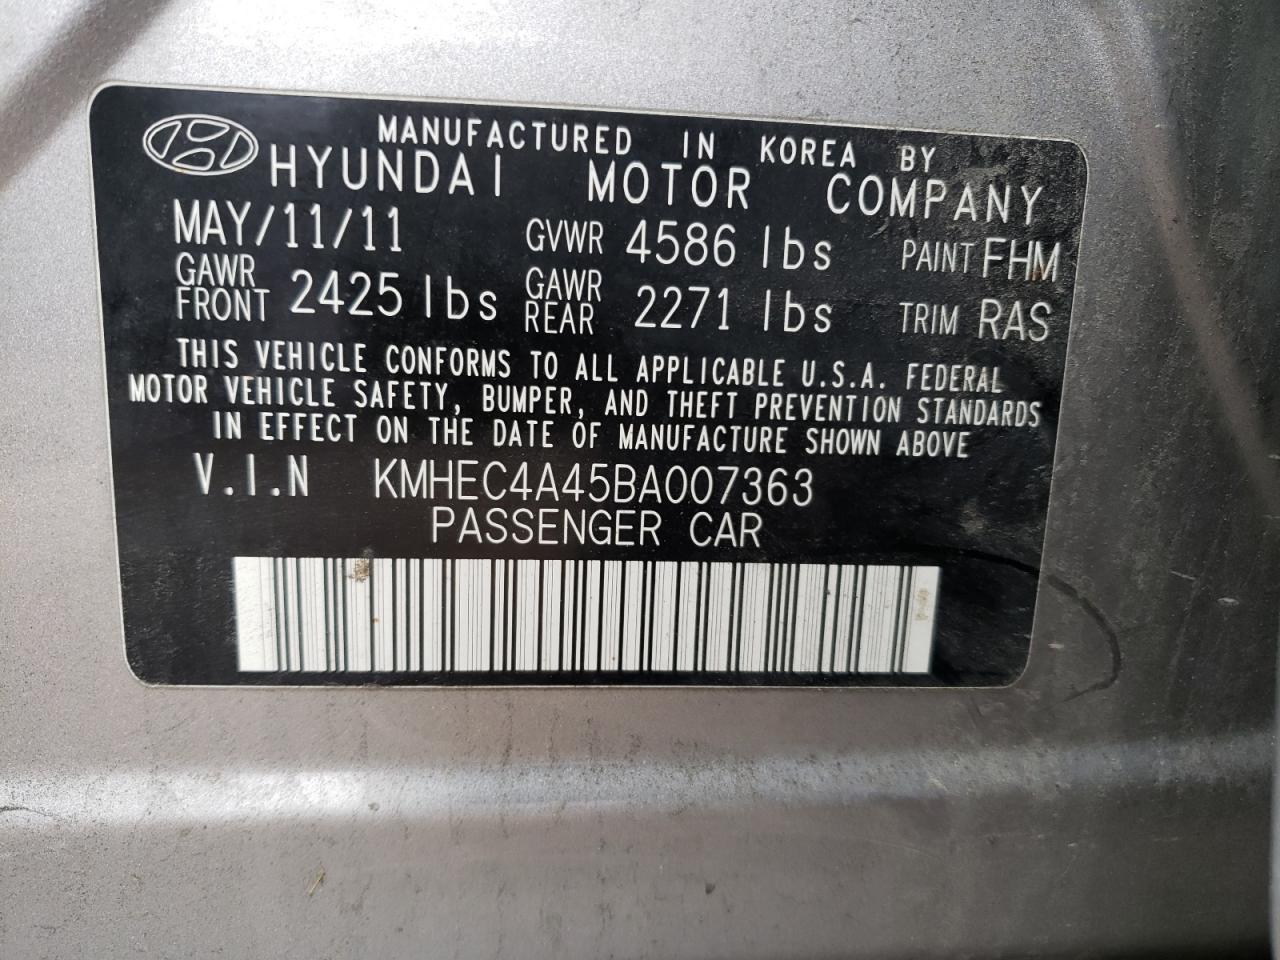 MANUFACTURED IN KOREA BY
HYUNDAI MOTOR COMPANY
MAY/11/11 GVWR 4586 lbs PAINT FHM
GAWR FRONT 2425 lbs GAWR REAR 2271 lbs TRIM RAS
THIS VEHICLE CONFORMS TO ALL APPLICABLE U.S.A. FEDERAL
MOTOR VEHICLE SAFETY, BUMPER, AND THEFT PREVENTION STANDARDS
IN EFFECT ON THE DATE OF MANUFACTURE SHOWN ABOVE
V.I.N KMHEC4A45BA007363
PASSENGER CAR